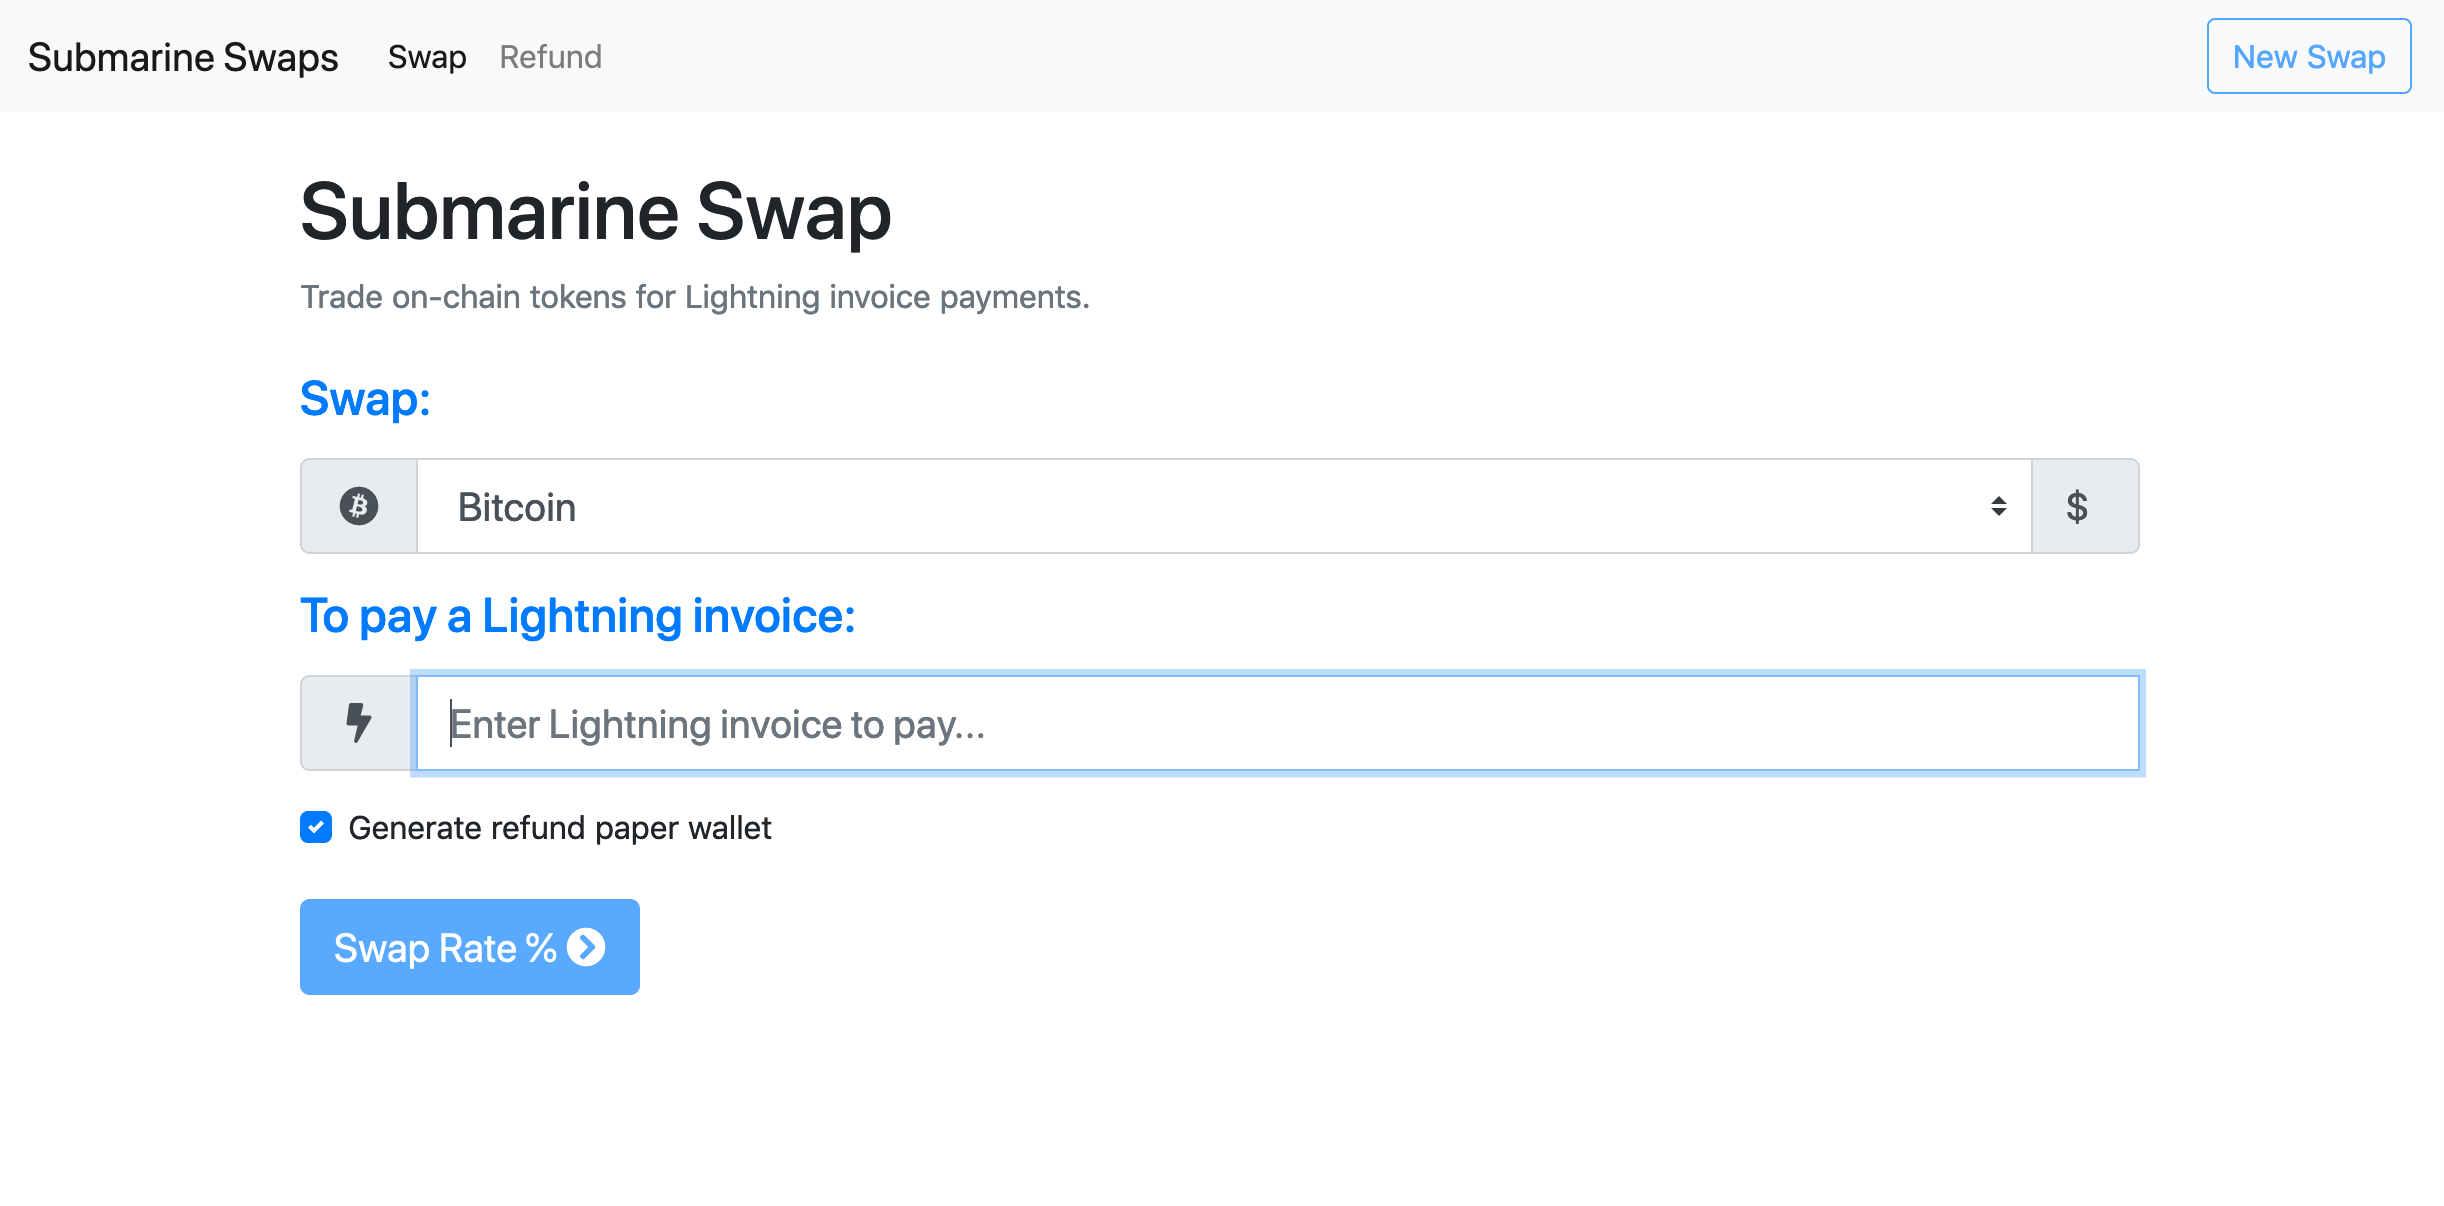 Submarine Swaps Swap Refund New Swap
Submarine Swap
Trade on-chain tokens for Lightning invoice payments.
Swap:
Bitcoin $
To pay a Lightning invoice:
Enter Lightning invoice to pay...
Generate refund paper wallet
Swap Rate %